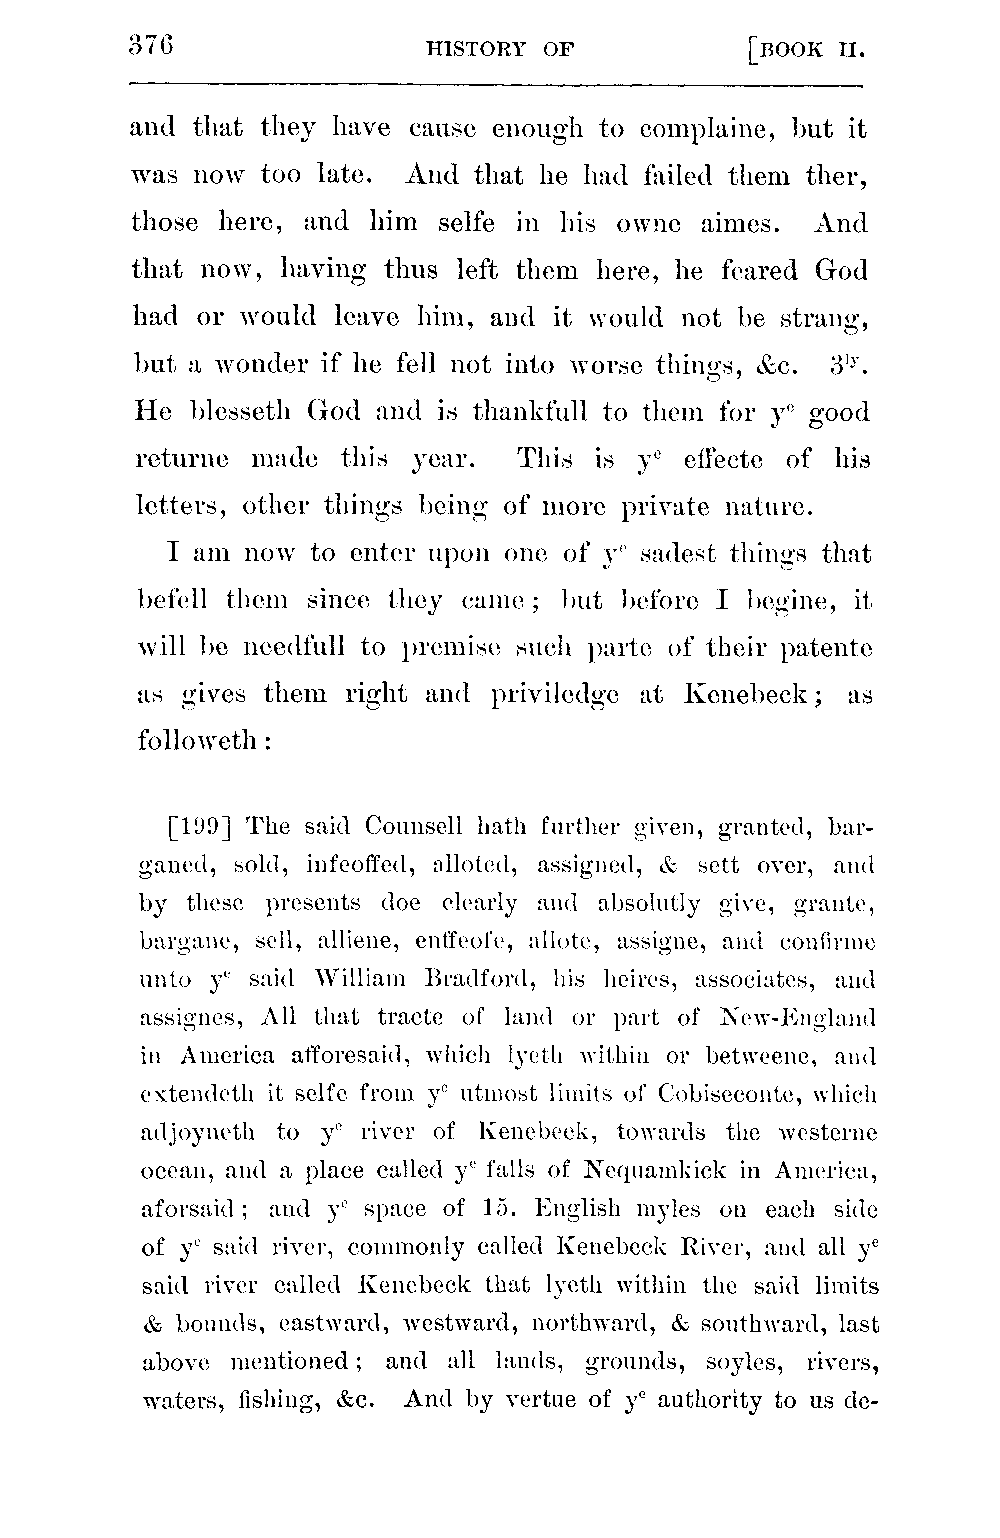 376 HISTORY OF [BOOK II.
and that they have cause enough to complaine, but it
was now too late. And that he had failed them ther,
those here, and him selfe in his owne aimes. And
that now, having thus left them here, he feared God
had or would leave him, and it would not be strang,
but a wonder if he fell not into worse things, &c. 3ly.
He blesseth God and is thankfull to them for ye good
returne made this year. This is ye effecte of his
letters, other things being of more private nature.
I am now to enter upon one of ye sadest things that
befell them since they came; but before I begine, it
will be needfull to premise such parte of their patente
as gives them right and priviledge at Kenebeck; as
followeth:
[199] The said Counsell hath further given, granted, bar-
ganed, sold, infeoffed, alloted, assigned, & sett over, and
by these presents doe clearly and absolutly give, grante,
bargane, sell, alliene, enffeofe, allote, assigne, and confirme
unto ye said William Bradford, his heires, associates, and
assignes, All that tracte of land or part of New-England
in America afforesaid, which lyeth within or betweene, and
extendeth it selfe from ye utmost limits of Cobiseconte, which
adjoyneth to ye river of Kenebeck, towards the westerne
ocean, and a place called ye falls of Nequamkick in America,
aforsaid; and ye space of 15. English myles on each side
of ye said river, commonly called Kenebeck River, and all ye
said river called Kenebeck that lyeth within the said limits
& bounds, eastward, westward, northward, & southward, last
above mentioned; and all lands, grounds, soyles, rivers,
waters, fishing, &c. And by vertue of ye authority to us de-